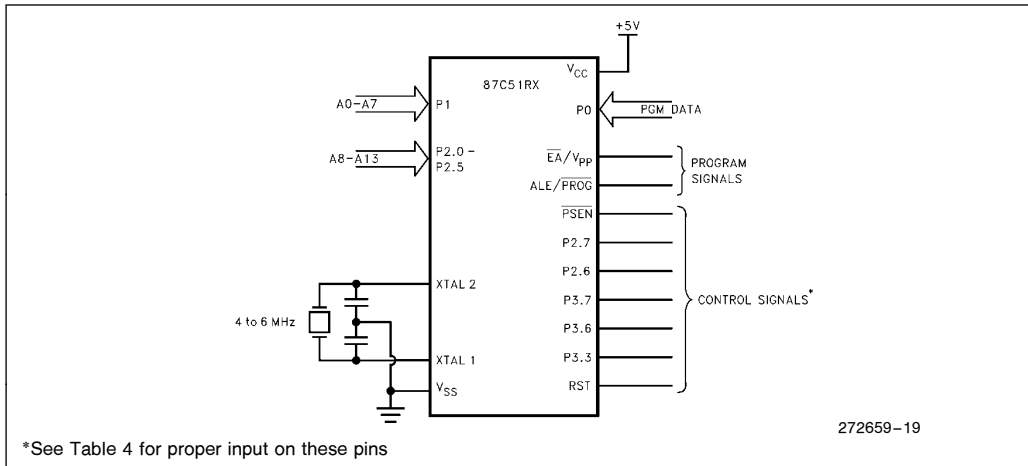 +5V
VCC
87C51RX
A0-A7
P1
P0
PGM DATA
A8-A13
P2.0 -
P2.5
EA/VPP
PROGRAM
SIGNALS
ALE/PROG
PSEN
P2.7
P2.6
XTAL 2
P3.7
CONTROL SIGNALS*
4 to 6 MHz
P3.6
XTAL 1
P3.3
VSS
RST
272659-19
*See Table 4 for proper input on these pins